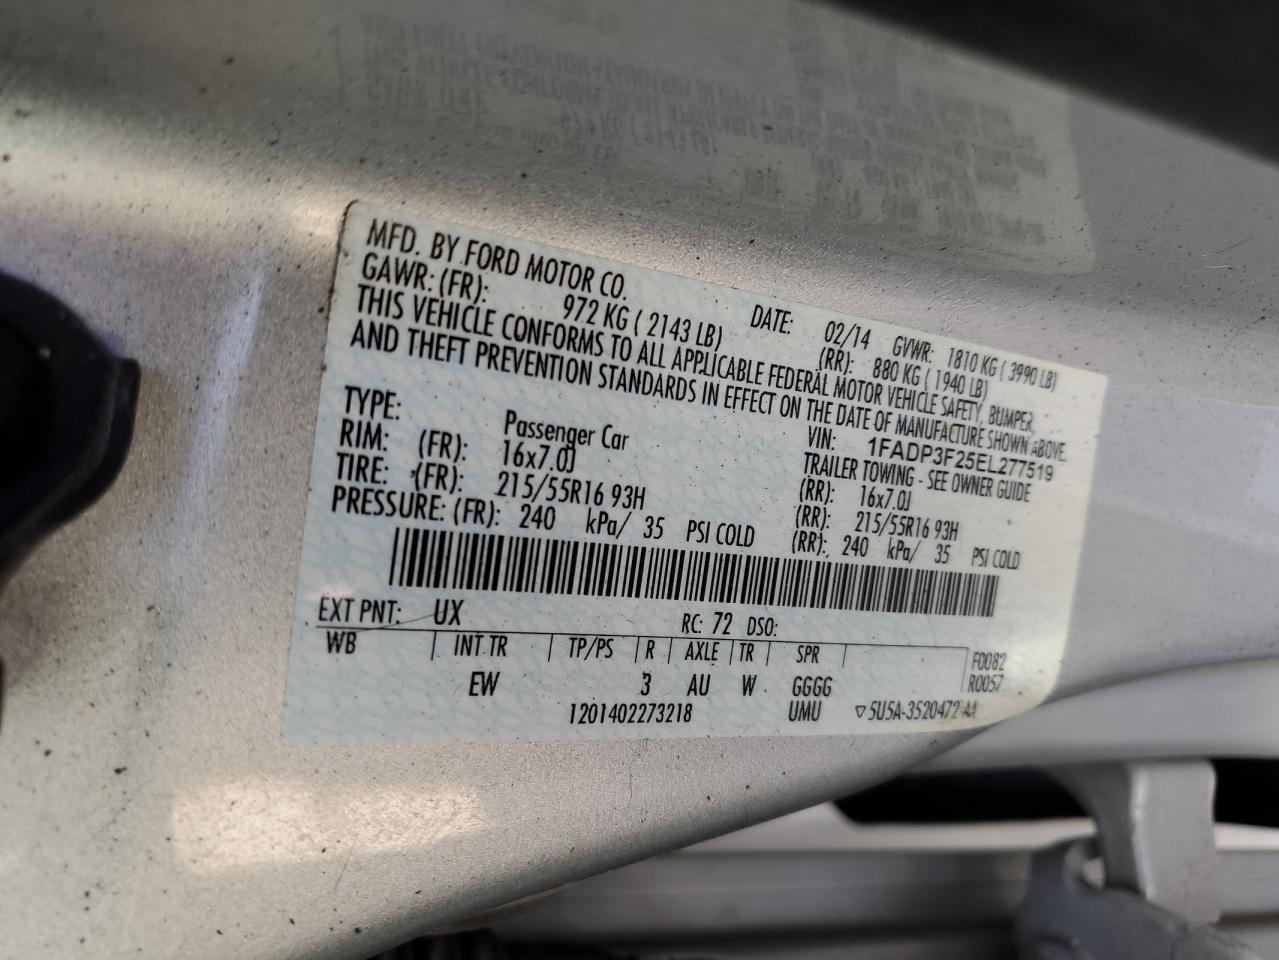 MFD. BY FORD MOTOR CO.
DATE: 02/14 GVWR: 1810 KG ( 3990 LB)
GAWR: (FR): 972 KG ( 2143 LB) (RR): 880 KG ( 1940 LB)
THIS VEHICLE CONFORMS TO ALL APPLICABLE FEDERAL MOTOR VEHICLE SAFETY, BUMPER,
AND THEFT PREVENTION STANDARDS IN EFFECT ON THE DATE OF MANUFACTURE SHOWN ABOVE.
VIN: 1FADP3F25EL277519
TYPE: Passenger Car TRAILER TOWING - SEE OWNER GUIDE
RIM: (FR): 16x7.0J (RR): 16x7.0J
TIRE: (FR): 215/55R16 93H (RR): 215/55R16 93H
PRESSURE: (FR): 240 kPa/ 35 PSI COLD (RR): 240 kPa/ 35 PSI COLD
EXT PNT: UX RC: 72 DSO:
WB INT TR TP/PS R AXLE TR SPR F0082
EW 3 AU W GGGG R0057
1201402273218 UMU ▽5U5A-3520472-AA